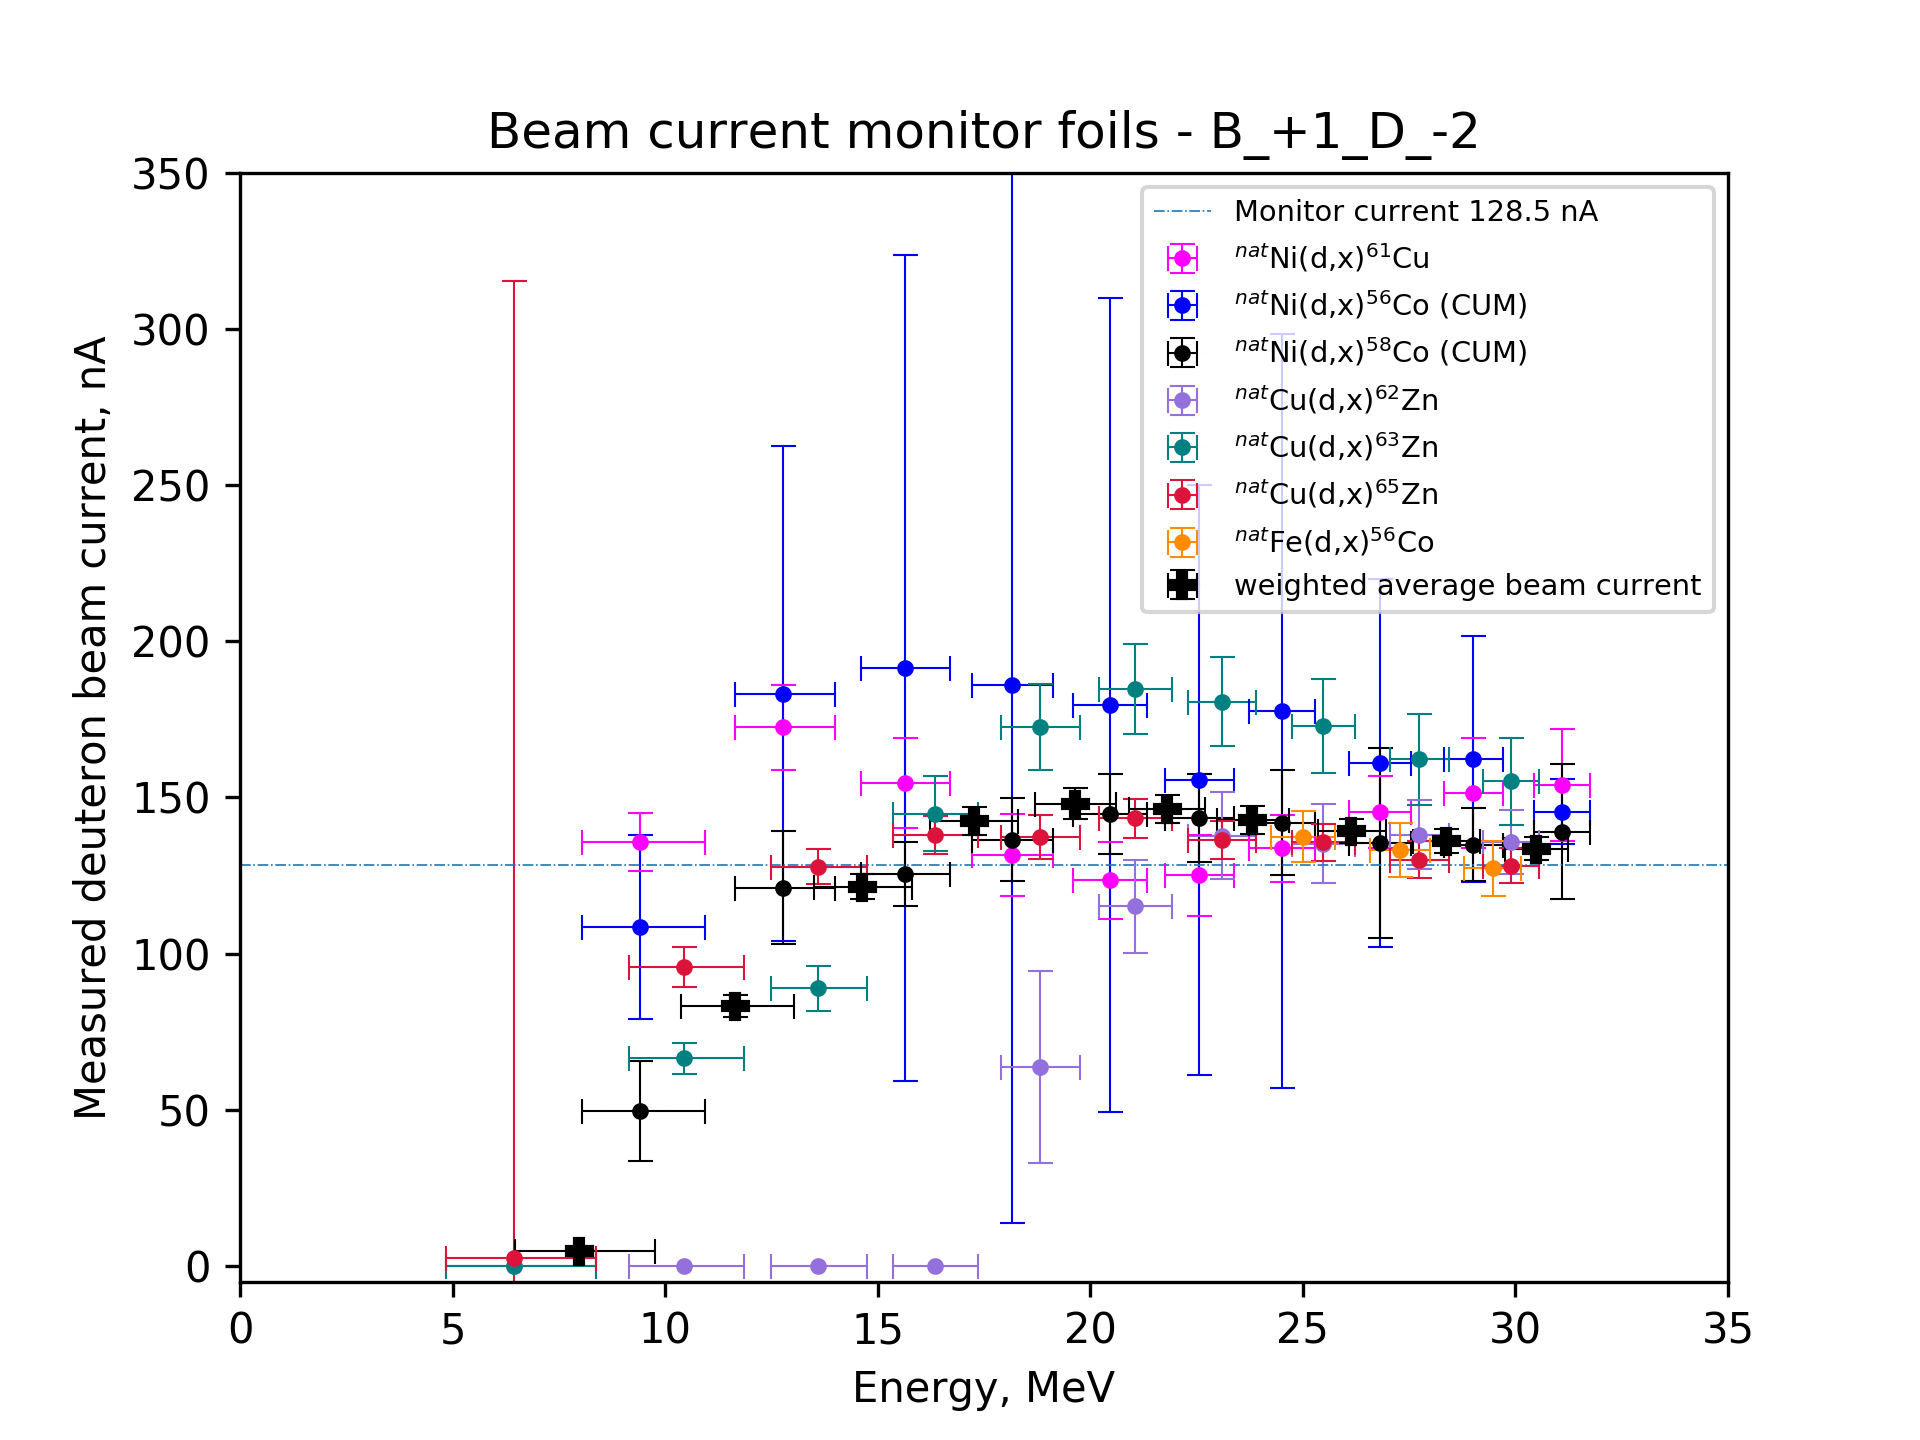 Beam current monitor foils - B_+1_D_-2
Measured deuteron beam current, nA
350
300
250
200
150
100
50
0
Monitor current 128.5 nA
ⁿᵃᵗNi(d,x)⁶¹Cu
ⁿᵃᵗNi(d,x)⁵⁶Co (CUM)
ⁿᵃᵗNi(d,x)⁵⁸Co (CUM)
ⁿᵃᵗCu(d,x)⁶²Zn
ⁿᵃᵗCu(d,x)⁶³Zn
ⁿᵃᵗCu(d,x)⁶⁵Zn
ⁿᵃᵗFe(d,x)⁵⁶Co
weighted average beam current
0 5 10 15 20 25 30 35
Energy, MeV